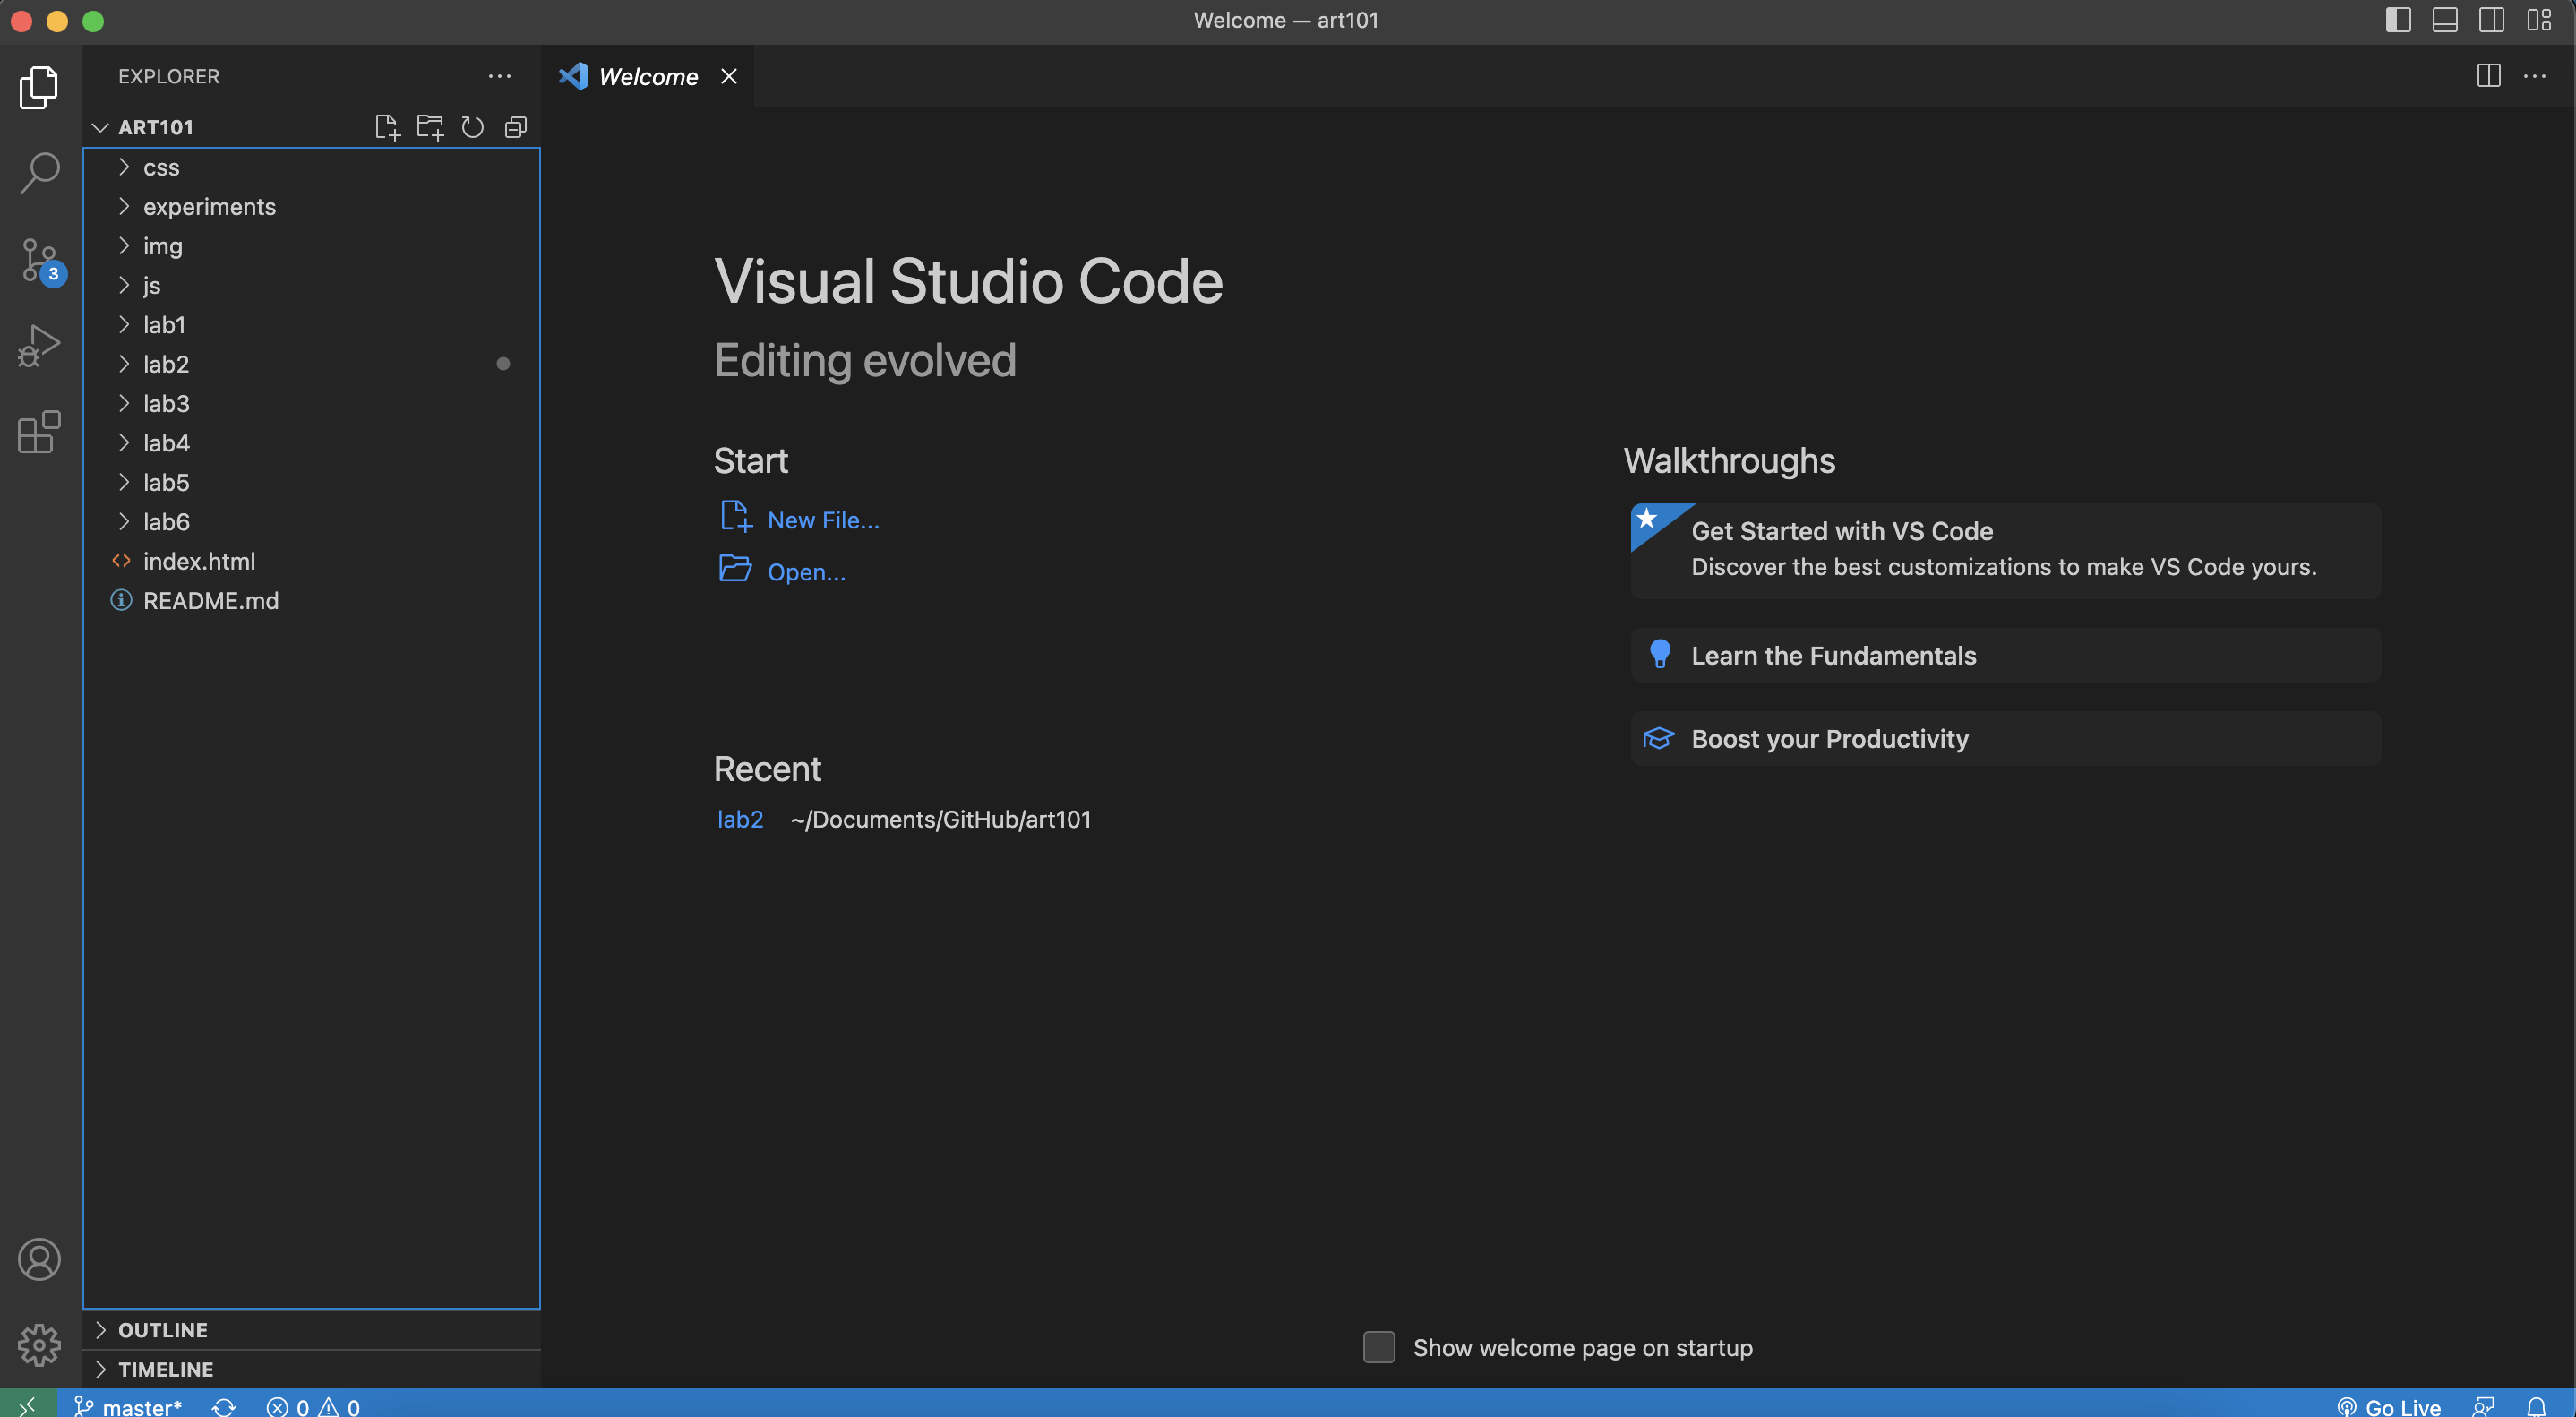 Welcome — art101
EXPLORER
Welcome
ART101
css
experiments
img
js
lab1
lab2
lab3
lab4
lab5
lab6
index.html
README.md
3
Visual Studio Code
Editing evolved
Start
New File...
Open...
Recent
lab2 ~/Documents/GitHub/art101
Walkthroughs
Get Started with VS Code
Discover the best customizations to make VS Code yours.
Learn the Fundamentals
Boost your Productivity
Show welcome page on startup
OUTLINE
TIMELINE
master* 0 0 Go Live